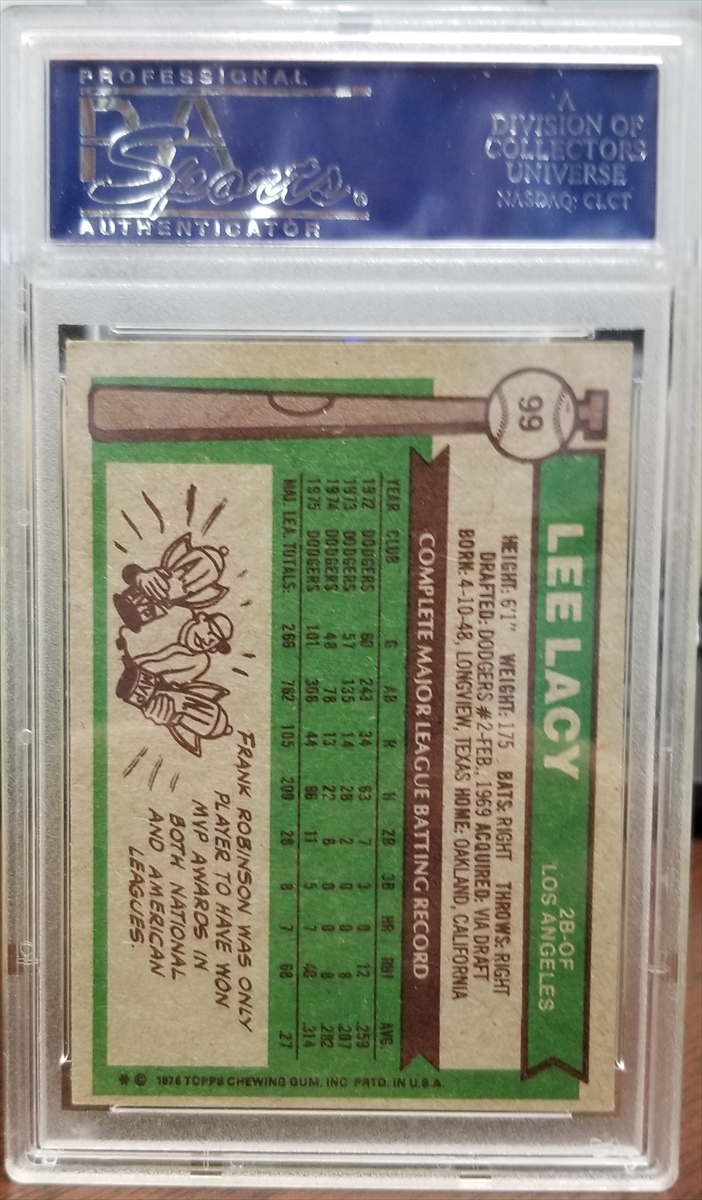 PROFESSIONAL
PSA
Sports®
AUTHENTICATOR
A
DIVISION OF
COLLECTORS
UNIVERSE
NASDAQ: CLCT
99
LEE LACY
2B-OF
LOS ANGELES
HEIGHT: 6'1" WEIGHT: 175 BATS: RIGHT THROWS: RIGHT
DRAFTED: DODGERS #2-FEB., 1969 ACQUIRED: VIA DRAFT
BORN: 4-10-48, LONGVIEW, TEXAS HOME: OAKLAND, CALIFORNIA
COMPLETE MAJOR LEAGUE BATTING RECORD
YEAR CLUB G AB R H 2B 3B HR RBI AVG.
1972 DODGERS 60 243 34 63 7 3 0 12 .259
1973 DODGERS 57 135 14 28 2 0 0 8 .207
1974 DODGERS 48 78 13 22 6 0 0 8 .282
1975 DODGERS 101 306 44 96 11 5 7 40 .314
MAJ. LEA. TOTALS: 266 762 105 209 26 8 7 68 .27
FRANK ROBINSON WAS ONLY
PLAYER TO HAVE WON
MVP AWARDS IN
BOTH NATIONAL
AND AMERICAN
LEAGUES.
MVP
MVP
* © 1976 TOPPS CHEWING GUM, INC. PRTD. IN U.S.A.